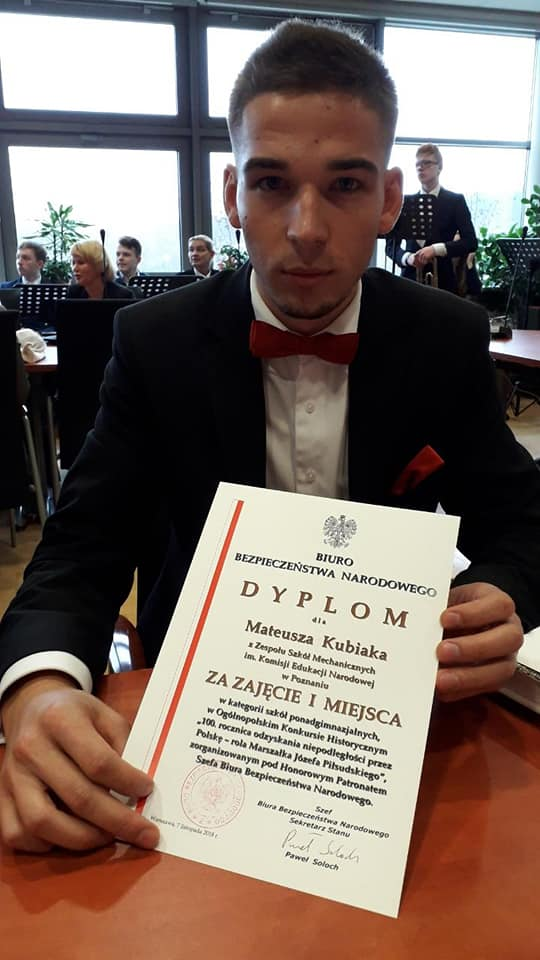 BIURO
BEZPIECZEŃSTWA NARODOWEGO
DYPLOM
dla
Mateusza Kubiaka
z Zespołu Szkół Mechanicznych
im. Komisji Edukacji Narodowej
w Poznaniu
ZA ZAJĘCIE I MIEJSCA
w kategorii szkół ponadgimnazjalnych,
w Ogólnopolskim Konkursie Historycznym
„100. rocznica odzyskania niepodległości przez
Polskę – rola Marszałka Józefa Piłsudskiego”,
zorganizowanym pod Honorowym Patronatem
Szefa Biura Bezpieczeństwa Narodowego.
Szef
Biura Bezpieczeństwa Narodowego
Sekretarz Stanu
Paweł Soloch
Warszawa, 7 listopada 2018 r.